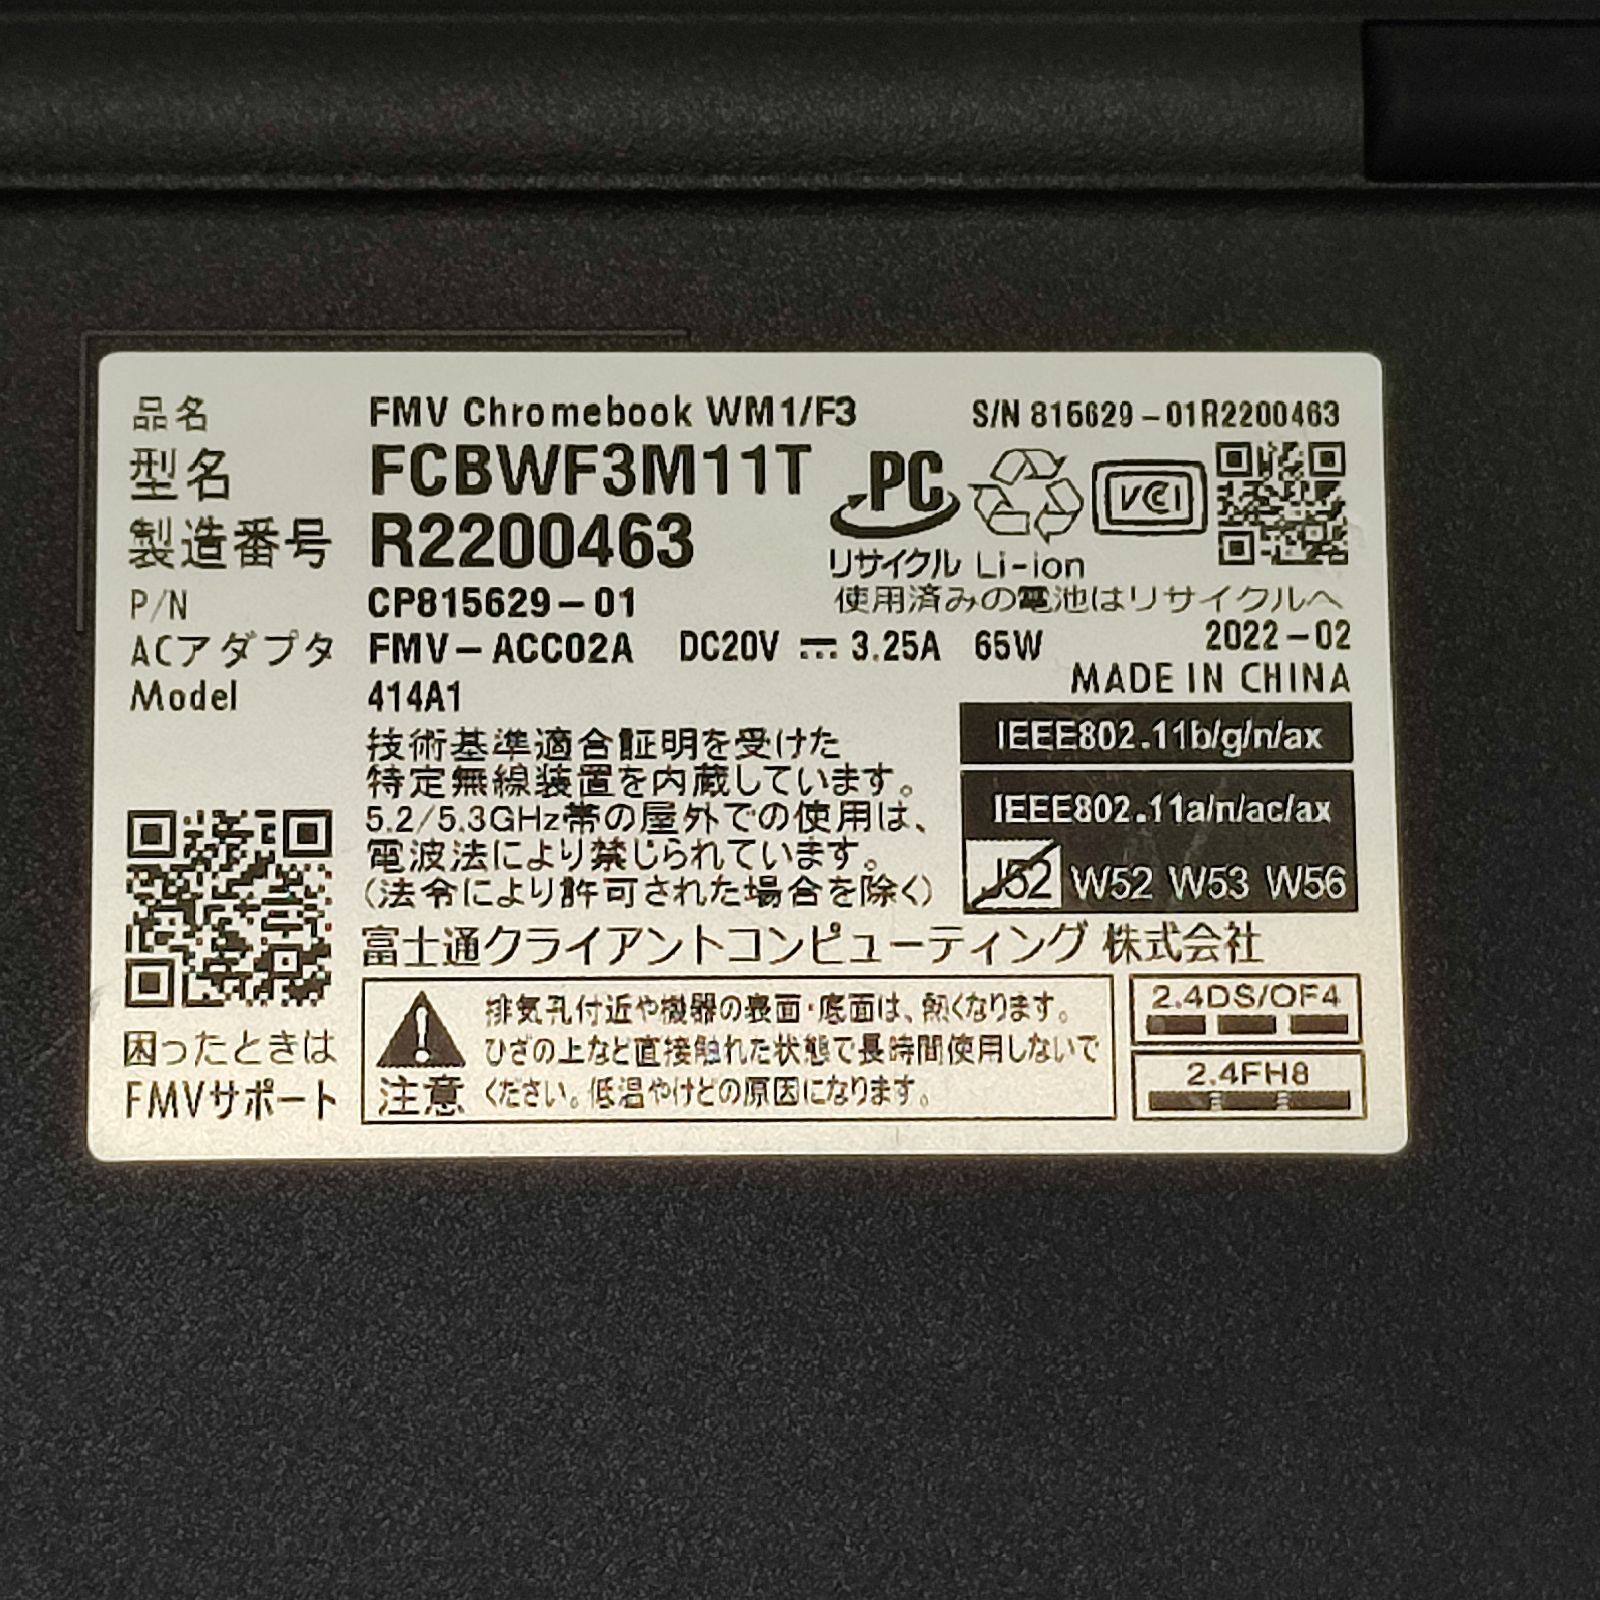 品名 FMV Chromebook WM1/F3 S/N 815629-01R2200463
型名 FCBWF3M11T
製造番号 R2200463
PC
リサイクル Li-ion
VCCI
P/N CP815629-01
使用済みの電池はリサイクルへ
ACアダプタ FMV-ACC02A DC20V 3.25A 65W 2022-02
Model 414A1 MADE IN CHINA
技術基準適合証明を受けた
特定無線装置を内蔵しています。
5.2/5.3GHz帯の屋外での使用は、
電波法により禁じられています。
(法令により許可された場合を除く)
IEEE802.11b/g/n/ax
IEEE802.11a/n/ac/ax
J52 W52 W53 W56
富士通クライアントコンピューティング株式会社
困ったときは
FMVサポート
注意
排気孔付近や機器の表面・底面は、熱くなります。
ひざの上など直接触れた状態で長時間使用しないで
ください。低温やけどの原因になります。
2.4DS/OF4
2.4FH8